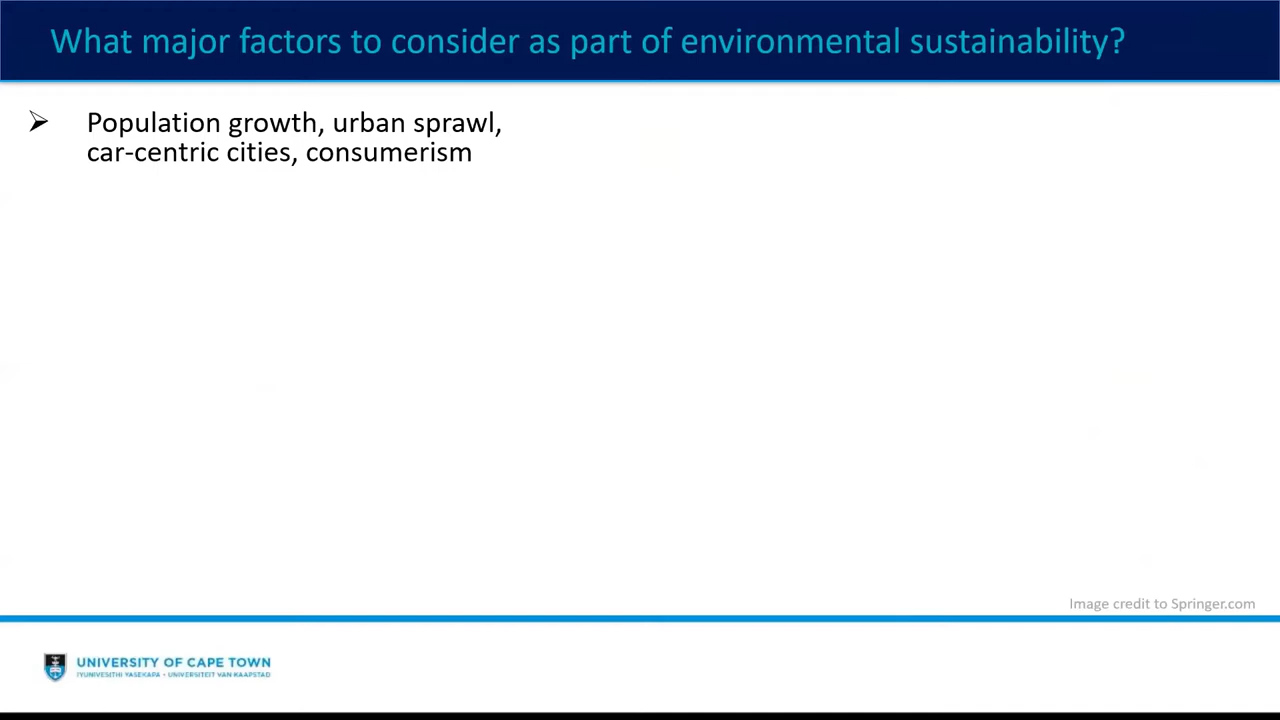 What major factors to consider as part of environmental sustainability?
➢ Population growth, urban sprawl,
car-centric cities, consumerism
Image credit to Springer.com
UNIVERSITY OF CAPE TOWN
IYUNIVESITHI YASEKAPA • UNIVERSITEIT VAN KAAPSTAD